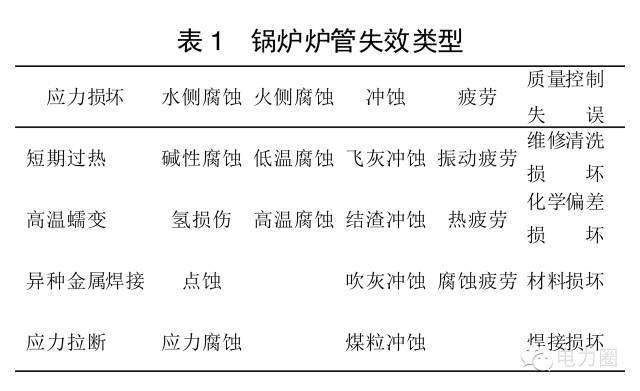 表 1 锅炉炉管失效类型
应力损坏 水侧腐蚀 火侧腐蚀 冲蚀 疲劳 质量控制
失 误
短期过热 碱性腐蚀 低温腐蚀 飞灰冲蚀 振动疲劳 维修清洗
损 坏
高温蠕变 氢损伤 高温腐蚀 结渣冲蚀 热疲劳 化学偏差
损 坏
异种金属焊接 点蚀 吹灰冲蚀 腐蚀疲劳 材料损坏
应力拉断 应力腐蚀 煤粒冲蚀 焊接损坏
电力圈